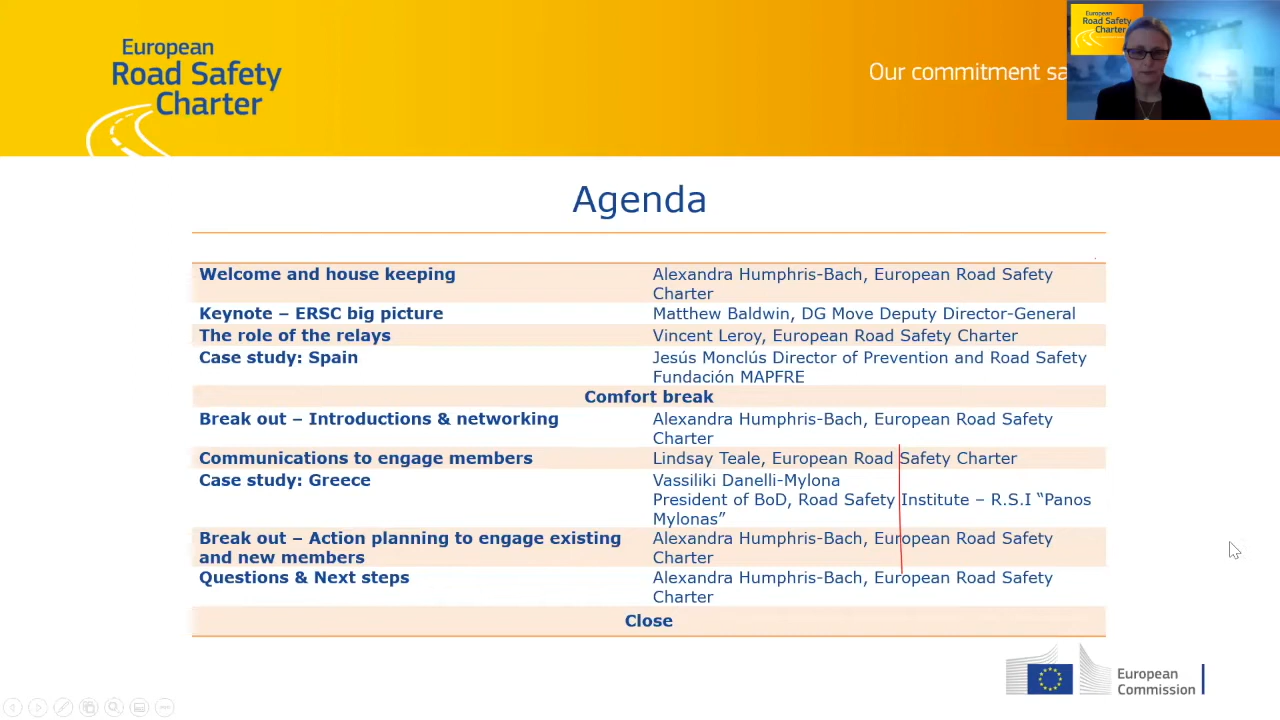 European
Road Safety
Charter
Our commitment sa
European
Road Safety
Charter
Agenda
Welcome and house keeping
Alexandra Humphris-Bach, European Road Safety
Charter
Keynote – ERSC big picture
Matthew Baldwin, DG Move Deputy Director-General
The role of the relays
Vincent Leroy, European Road Safety Charter
Case study: Spain
Jesús Monclús Director of Prevention and Road Safety
Fundación MAPFRE
Comfort break
Break out – Introductions & networking
Alexandra Humphris-Bach, European Road Safety
Charter
Communications to engage members
Lindsay Teale, European Road Safety Charter
Case study: Greece
Vassiliki Danelli-Mylona
President of BoD, Road Safety Institute – R.S.I “Panos
Mylonas”
Break out – Action planning to engage existing
and new members
Alexandra Humphris-Bach, European Road Safety
Charter
Questions & Next steps
Alexandra Humphris-Bach, European Road Safety
Charter
Close
European
Commission